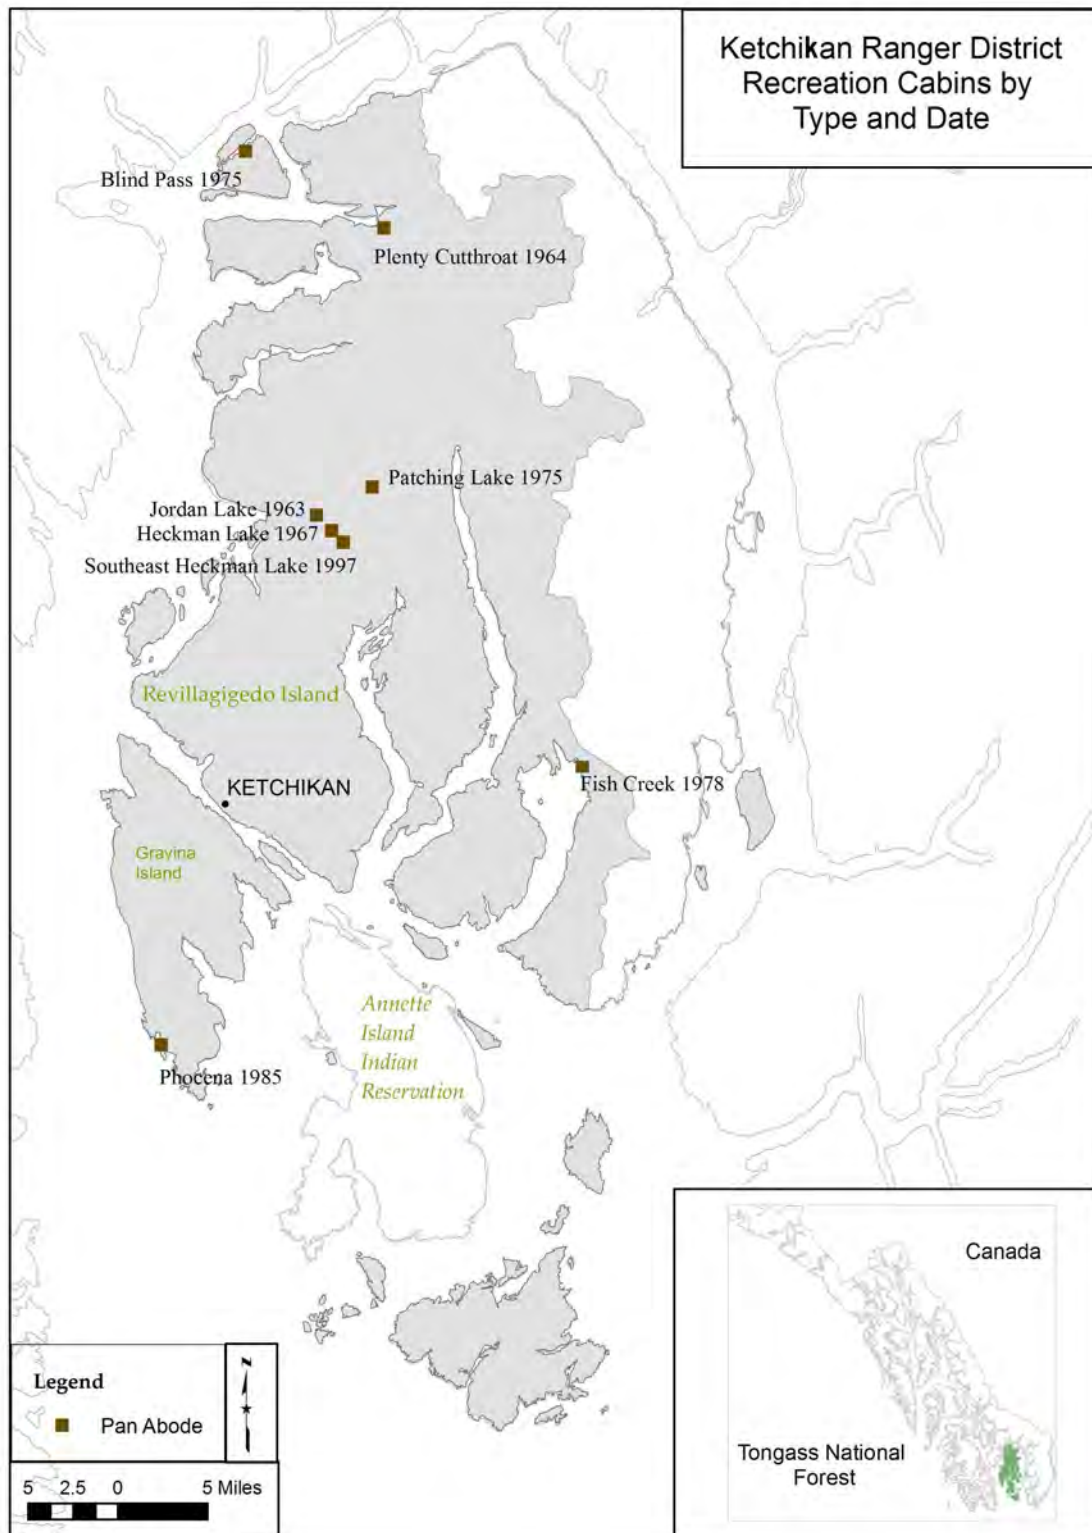 Ketchikan Ranger District
Recreation Cabins by
Type and Date
Blind Pass 1975
Plenty Cutthroat 1964
Patching Lake 1975
Jordan Lake 1963
Heckman Lake 1967
Southeast Heckman Lake 1997
Revillagigedo Island
Fish Creek 1978
KETCHIKAN
Gravina
Island
Annette
Island
Indian
Reservation
Phocena 1985
Legend
Pan Abode
N
5 2.5 0 5 Miles
Canada
Tongass National
Forest